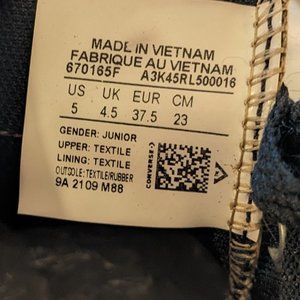 MADE IN VIETNAM
FABRIQUE AU VIETNAM
670165F A3K45RL500016
US UK EUR CM
5 4.5 37.5 23
GENDER: JUNIOR
UPPER: TEXTILE
LINING: TEXTILE
OUTSOLE: TEXTILE/RUBBER
9A 2109 M88
CONVERSE